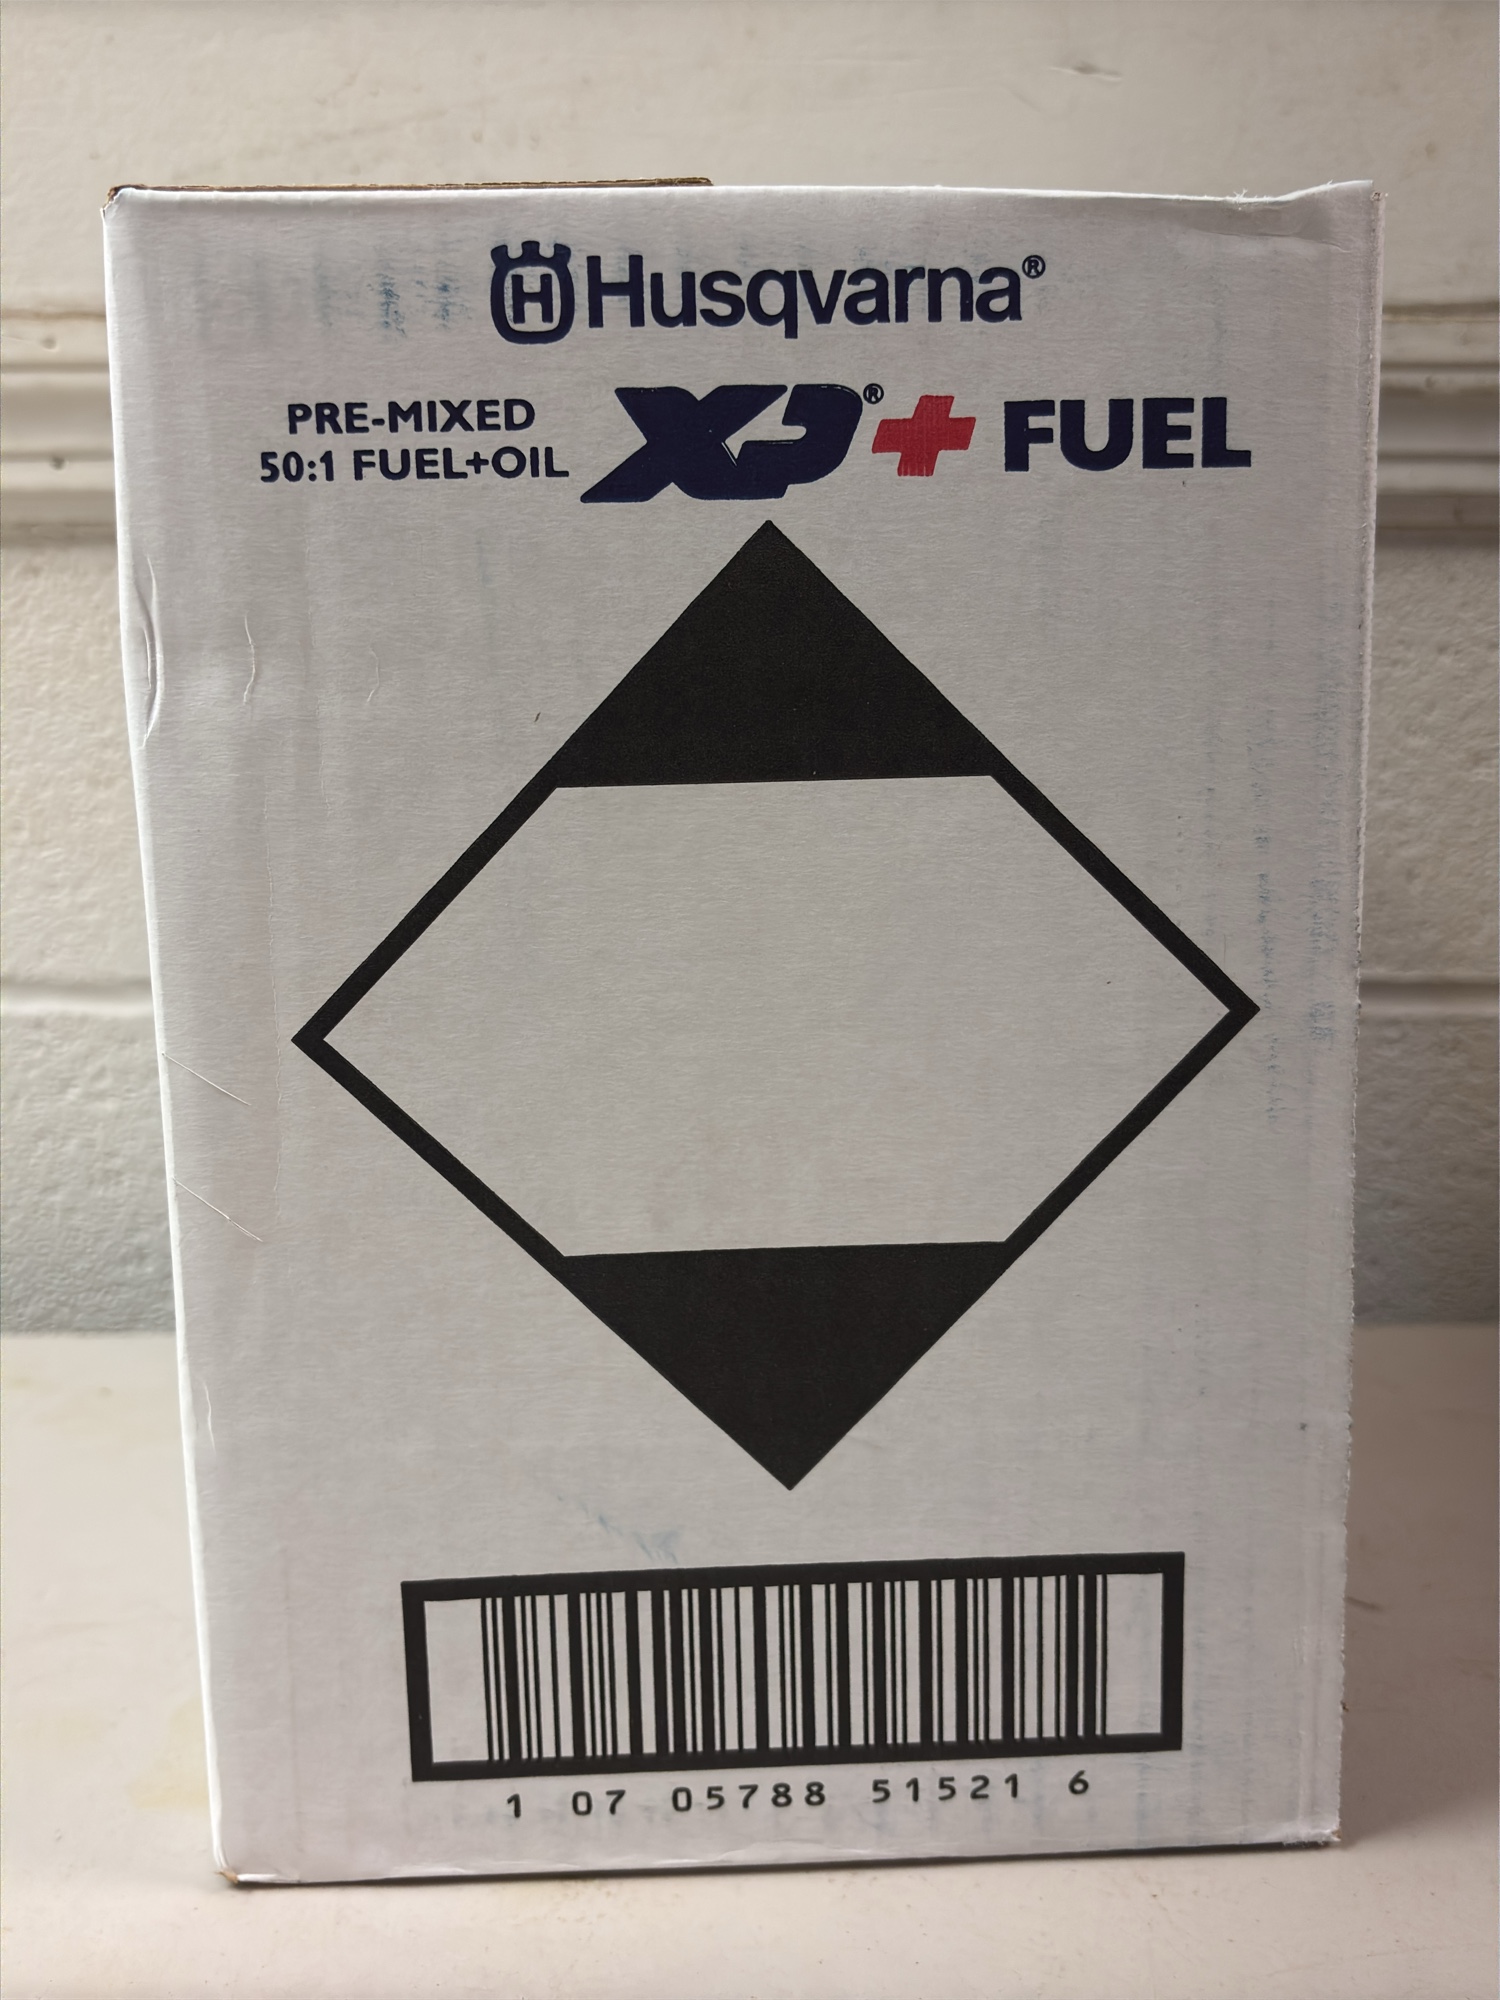 Husqvarna®
PRE-MIXED
50:1 FUEL+OIL
XP®+ FUEL
1 07 05788 51521 6